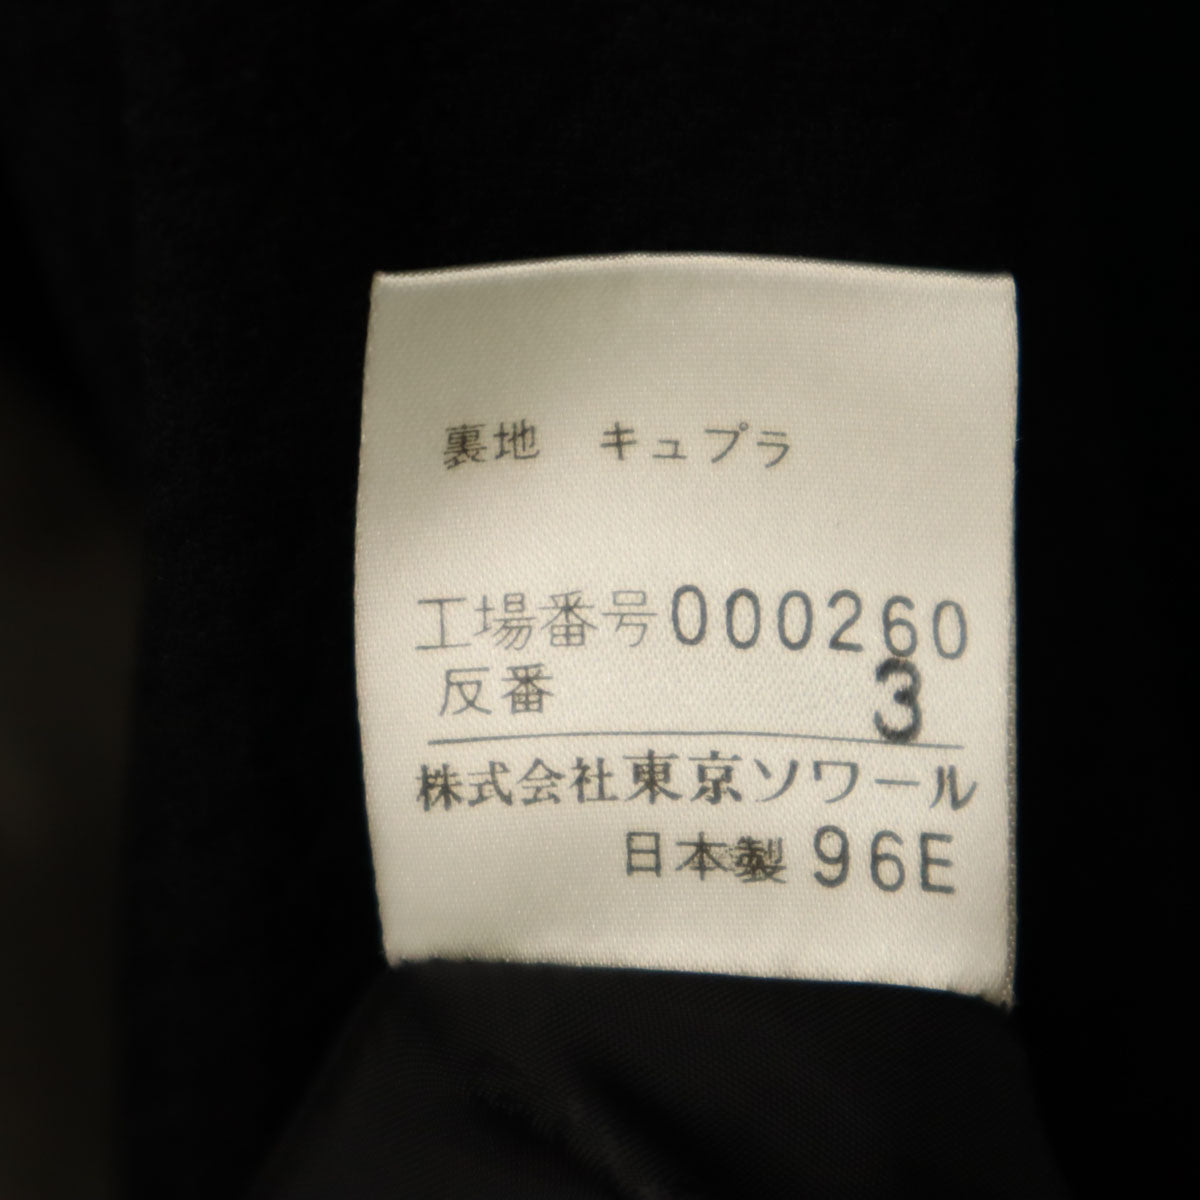 裏地　キュプラ
工場番号000260
反番 3
株式会社東京ソワール
日本製 96E